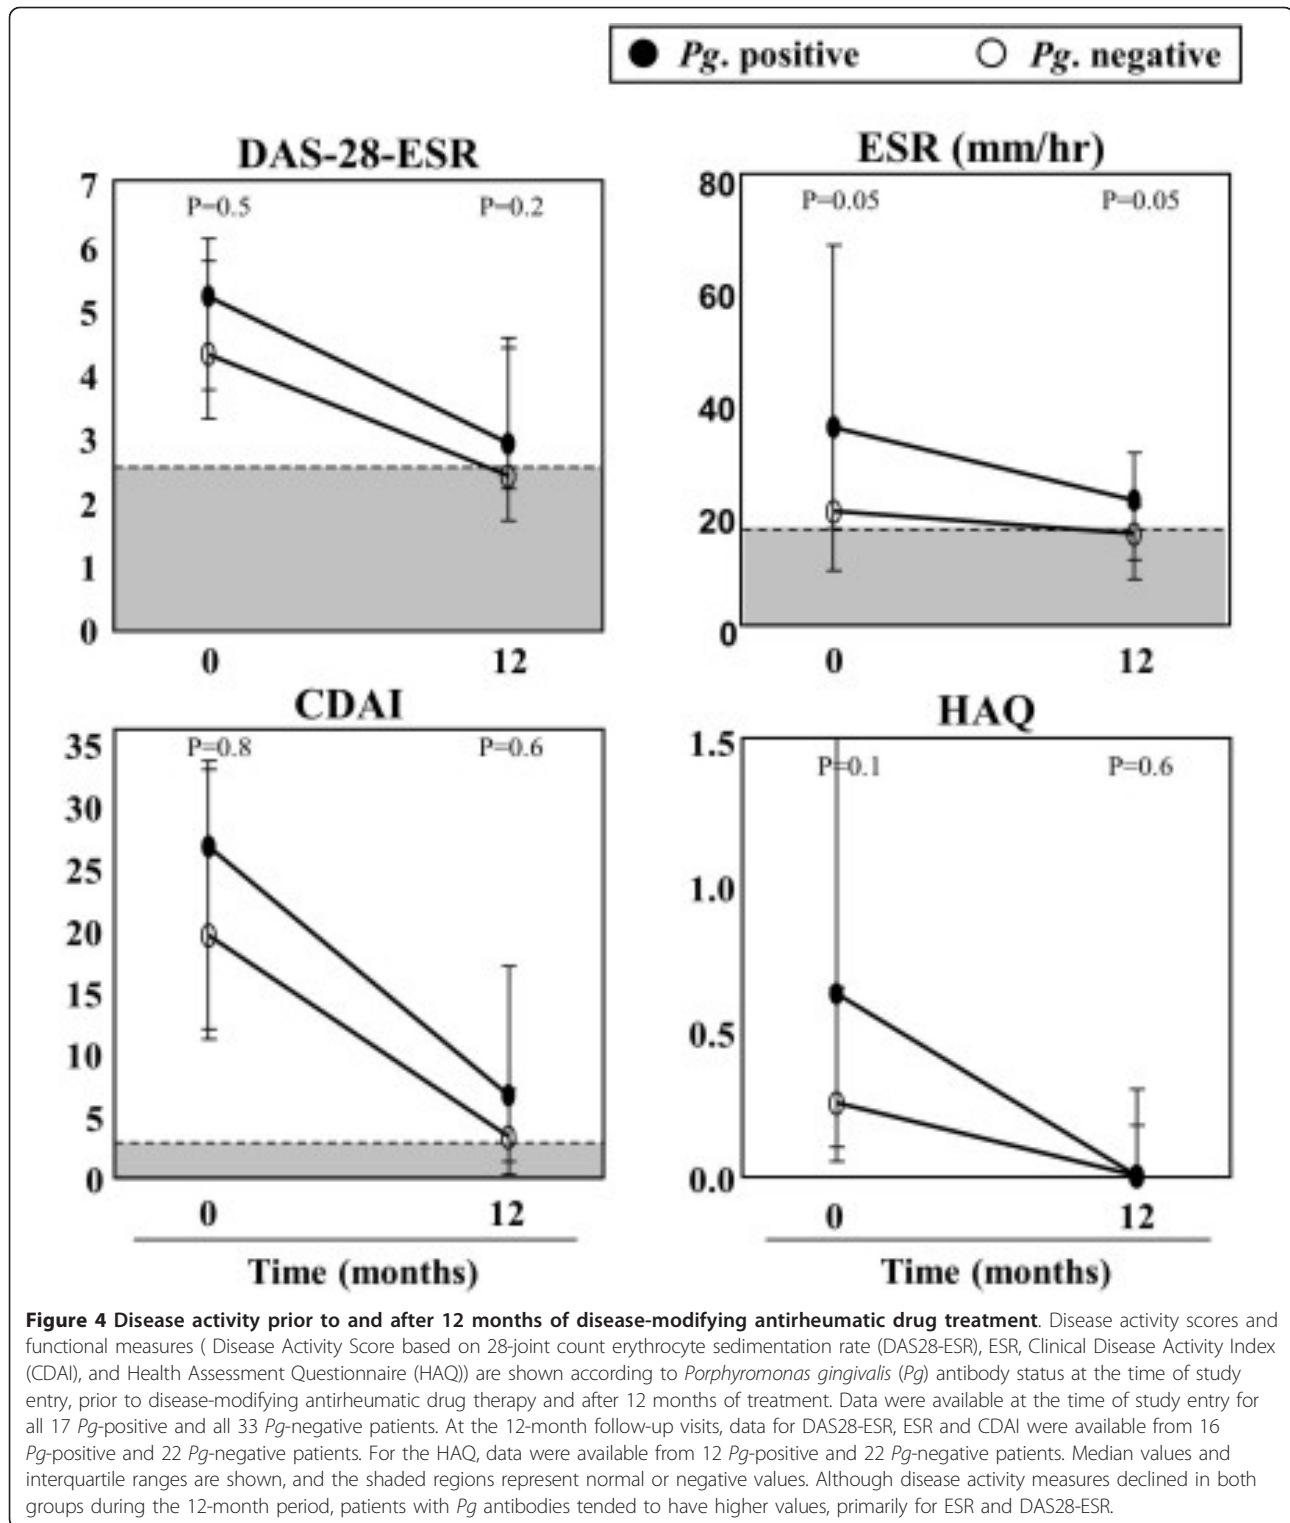 Pg. positive Pg. negative
DAS-28-ESR
7
6
5
4
3
2
1
0
P=0.5 P=0.2
0 12
ESR (mm/hr)
80
60
40
20
0
P=0.05 P=0.05
0 12
CDAI
35
30
25
20
15
10
5
0
P=0.8 P=0.6
0 12
Time (months)
HAQ
1.5
1.0
0.5
0.0
P=0.1 P=0.6
0 12
Time (months)
Figure 4 Disease activity prior to and after 12 months of disease-modifying antirheumatic drug treatment. Disease activity scores and
functional measures ( Disease Activity Score based on 28-joint count erythrocyte sedimentation rate (DAS28-ESR), ESR, Clinical Disease Activity Index
(CDAI), and Health Assessment Questionnaire (HAQ)) are shown according to Porphyromonas gingivalis (Pg) antibody status at the time of study
entry, prior to disease-modifying antirheumatic drug therapy and after 12 months of treatment. Data were available at the time of study entry for
all 17 Pg-positive and all 33 Pg-negative patients. At the 12-month follow-up visits, data for DAS28-ESR, ESR and CDAI were available from 16
Pg-positive and 22 Pg-negative patients. For the HAQ, data were available from 12 Pg-positive and 22 Pg-negative patients. Median values and
interquartile ranges are shown, and the shaded regions represent normal or negative values. Although disease activity measures declined in both
groups during the 12-month period, patients with Pg antibodies tended to have higher values, primarily for ESR and DAS28-ESR.